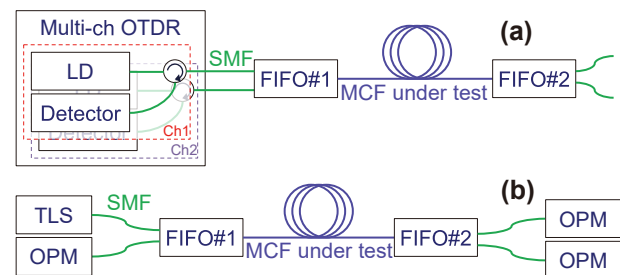 Multi-ch OTDR
(a)
SMF
LD
FIFO#1
FIFO#2
MCF under test
Detector
Detector
Ch1
Ch2
(b)
TLS
SMF
OPM
FIFO#1
FIFO#2
OPM
MCF under test
OPM